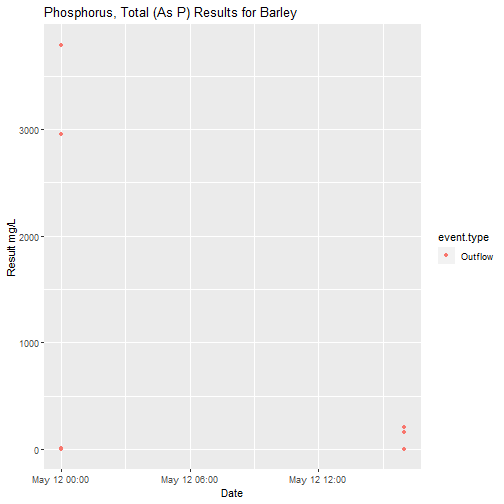 Phosphorus, Total (As P) Results for Barley
3000
2000
1000
0
Result mg/L
May 12 00:00
May 12 06:00
May 12 12:00
Date
event.type
Outflow